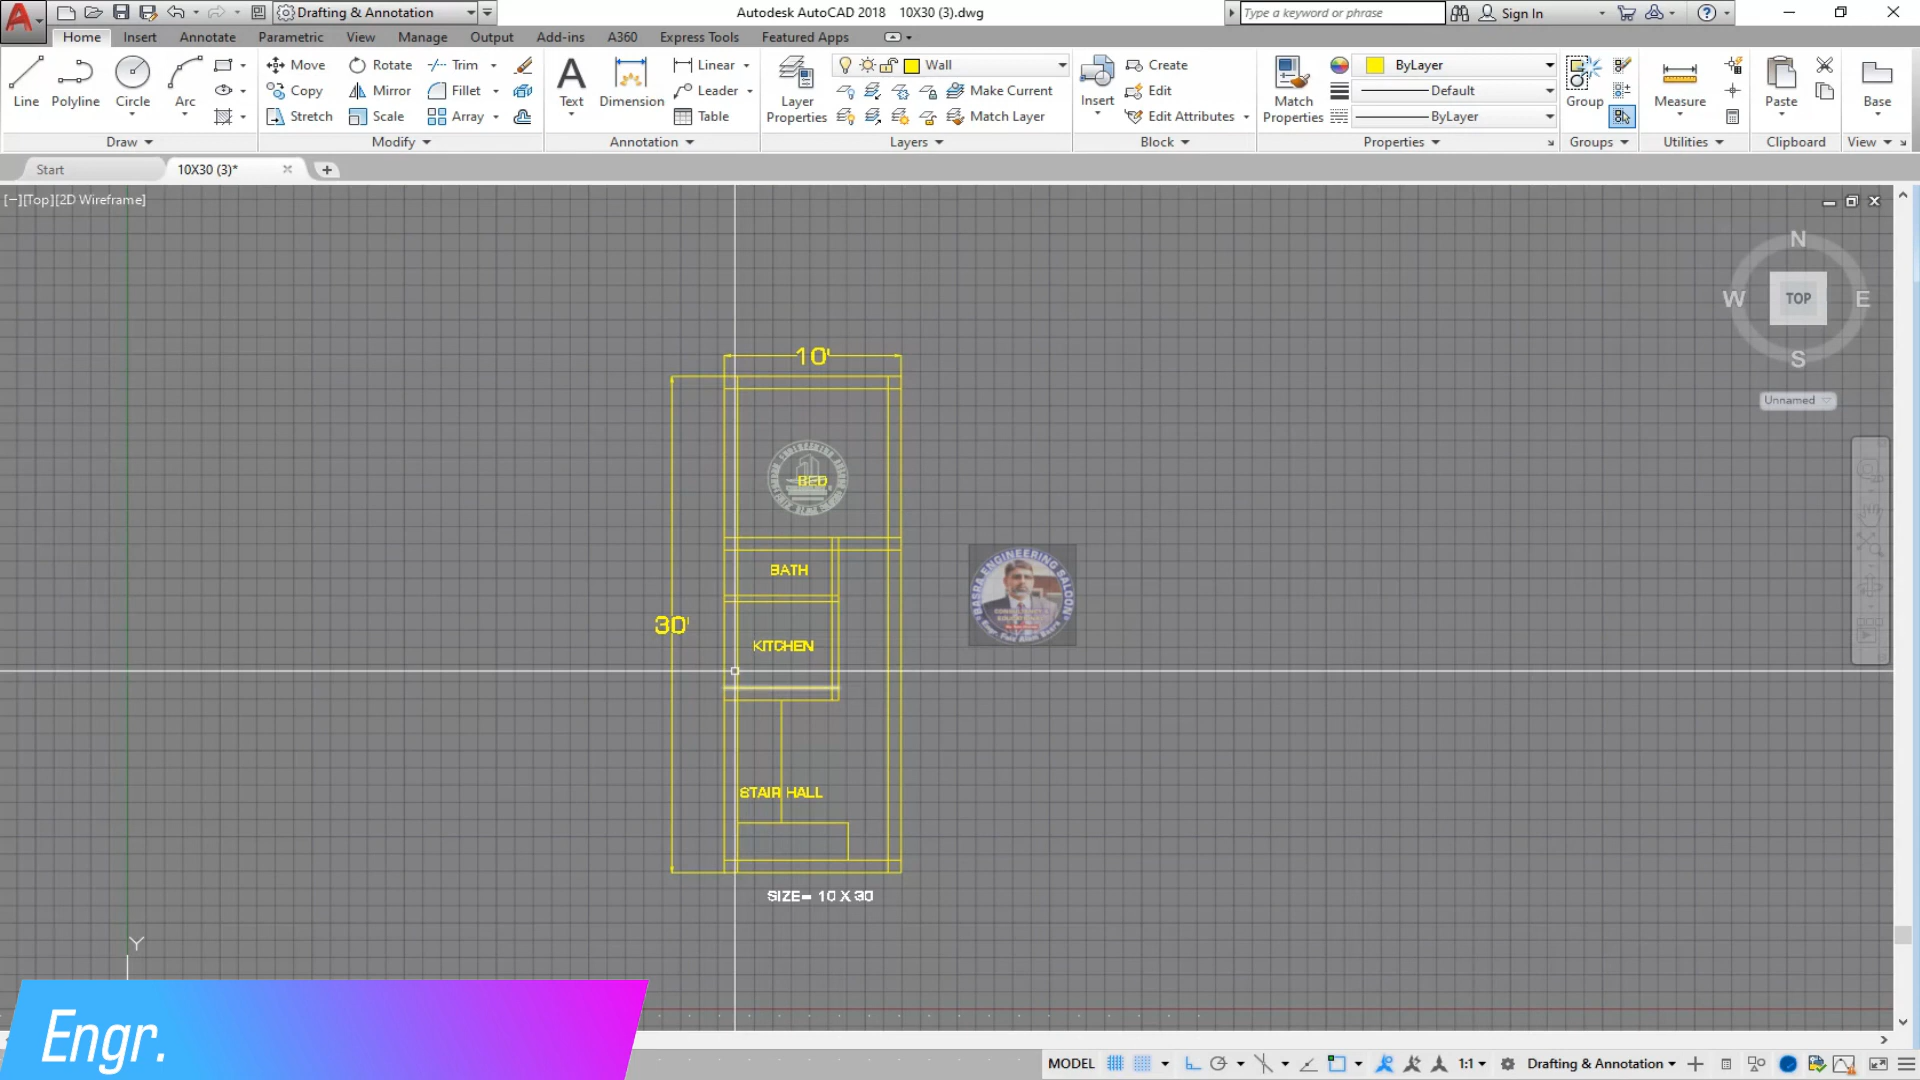 Drafting & Annotation
Autodesk AutoCAD 2018 10X30 (3).dwg
Type a keyword or phrase
Sign In
Home Insert Annotate Parametric View Manage Output Add-ins A360 Express Tools Featured Apps
Line Polyline Circle Arc
Move Rotate Trim
Copy Mirror Fillet
Stretch Scale Array
A
Text Dimension
Linear
Leader
Table
Layer Properties
Wall
Make Current
Match Layer
Insert
Create
Edit
Edit Attributes
Match Properties
ByLayer
Default
ByLayer
Group
Measure
Paste
Base
Draw Modify Annotation Layers Block Properties Groups Utilities Clipboard View
Start 10X30 (3)*
[−][Top][2D Wireframe]
N
W TOP E
S
Unnamed
10'
BED
BATH
30'
KITCHEN
BASRA ENGINEERING SALOON
STAIR HALL
SIZE= 10 X 30
Y
Engr.
MODEL 1:1 Drafting & Annotation